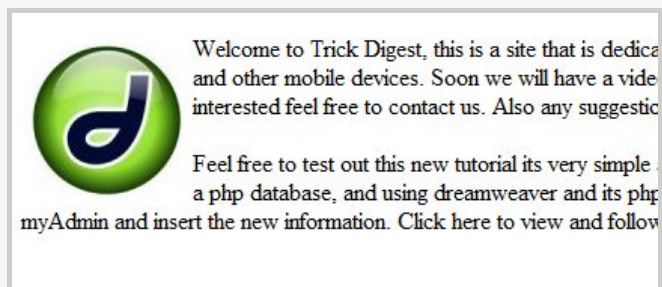 Welcome to Trick Digest, this is a site that is dedica
and other mobile devices. Soon we will have a vide
interested feel free to contact us. Also any suggestio
Feel free to test out this new tutorial its very simple
a php database, and using dreamweaver and its php
myAdmin and insert the new information. Click here to view and follow